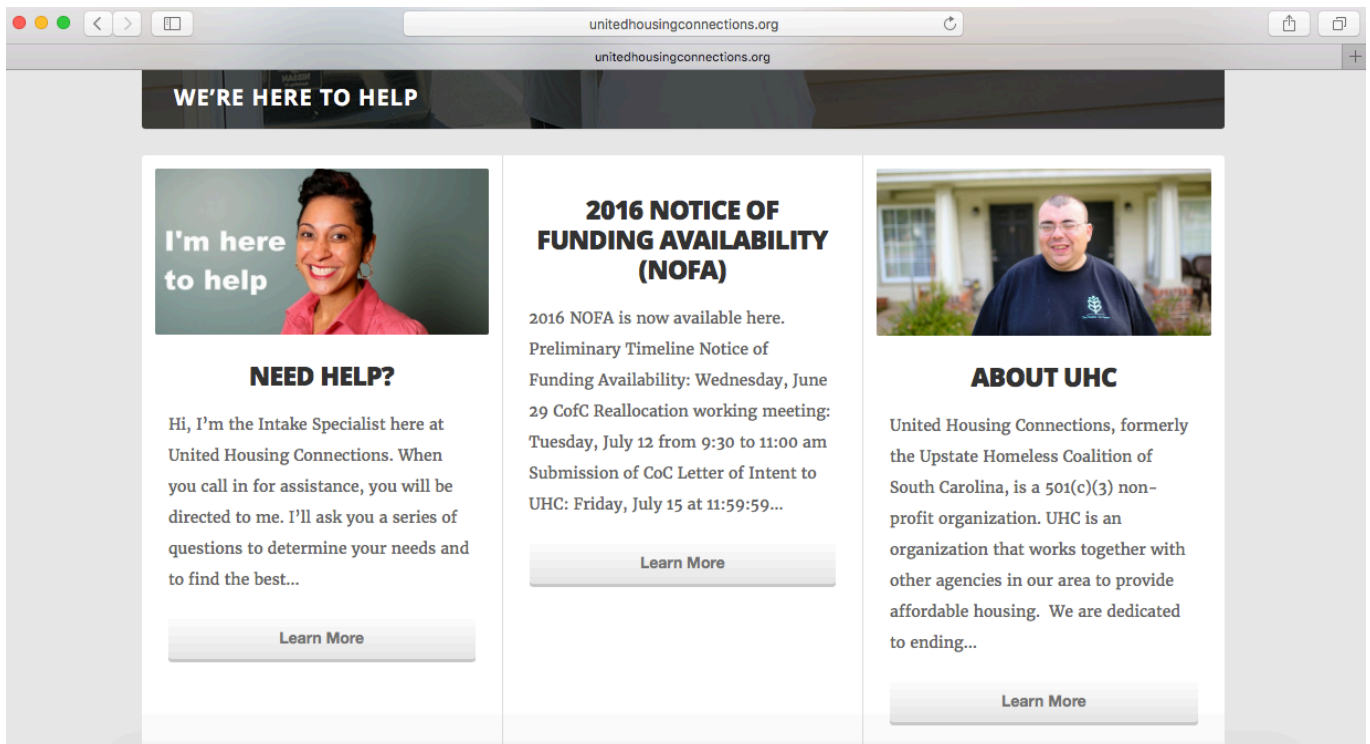 unitedhousingconnections.org
unitedhousingconnections.org
WE’RE HERE TO HELP
I'm here
to help
NEED HELP?
Hi, I’m the Intake Specialist here at
United Housing Connections. When
you call in for assistance, you will be
directed to me. I’ll ask you a series of
questions to determine your needs and
to find the best...
Learn More
2016 NOTICE OF
FUNDING AVAILABILITY
(NOFA)
2016 NOFA is now available here.
Preliminary Timeline Notice of
Funding Availability: Wednesday, June
29 CofC Reallocation working meeting:
Tuesday, July 12 from 9:30 to 11:00 am
Submission of CoC Letter of Intent to
UHC: Friday, July 15 at 11:59:59...
Learn More
ABOUT UHC
United Housing Connections, formerly
the Upstate Homeless Coalition of
South Carolina, is a 501(c)(3) non-
profit organization. UHC is an
organization that works together with
other agencies in our area to provide
affordable housing.  We are dedicated
to ending...
Learn More